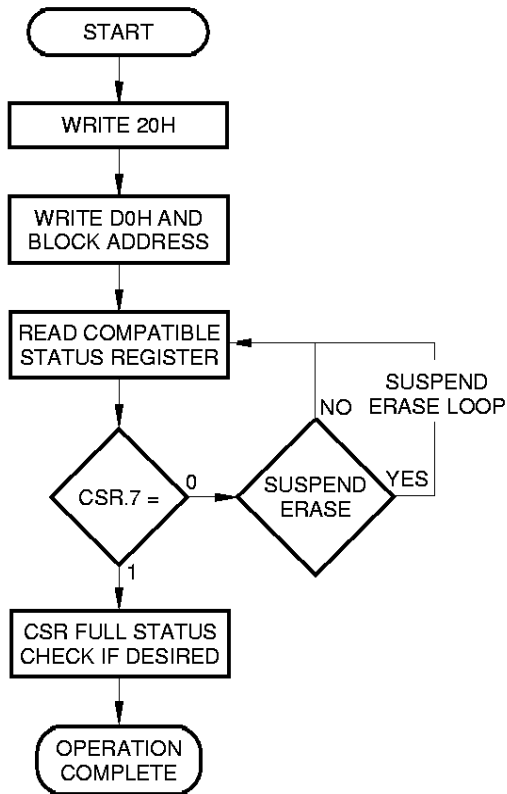 START
WRITE 20H
WRITE D0H AND
BLOCK ADDRESS
READ COMPATIBLE
STATUS REGISTER
SUSPEND
ERASE LOOP
NO
CSR.7 =
0
SUSPEND
ERASE
YES
1
CSR FULL STATUS
CHECK IF DESIRED
OPERATION
COMPLETE